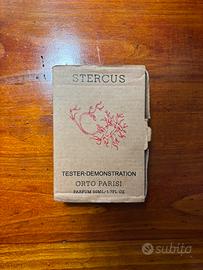 STERCUS
TESTER-DEMONSTRATION
ORTO PARISI
PARFUM 50ML/1.7FL.OZ
subito